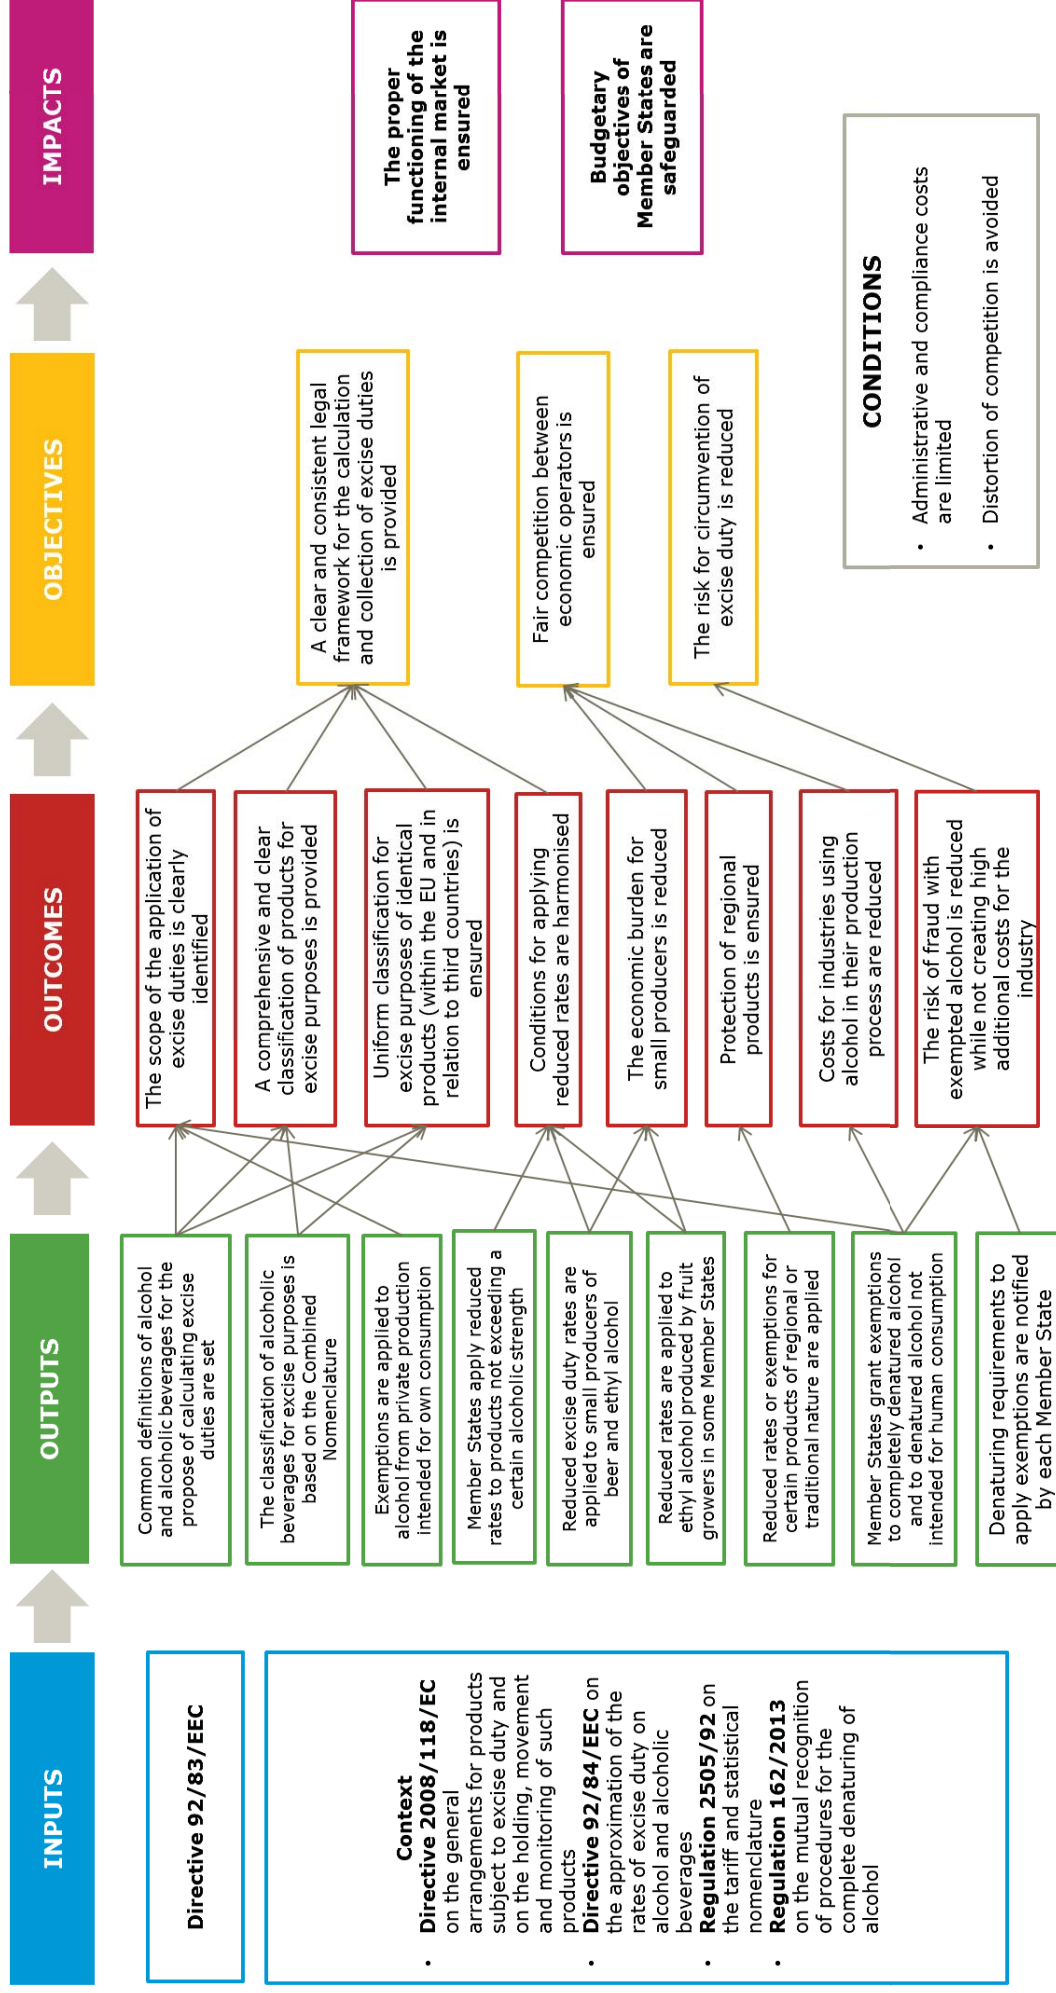 INPUTS
OUTPUTS
OUTCOMES
OBJECTIVES
IMPACTS
Directive 92/83/EEC
Context
• Directive 2008/118/EC
on the general
arrangements for products
subject to excise duty and
on the holding, movement
and monitoring of such
products
• Directive 92/84/EEC on
the approximation of the
rates of excise duty on
alcohol and alcoholic
beverages
• Regulation 2505/92 on
the tariff and statistical
nomenclature
• Regulation 162/2013
on the mutual recognition
of procedures for the
complete denaturing of
alcohol
Common definitions of alcohol
and alcoholic beverages for the
propose of calculating excise
duties are set
The classification of alcoholic
beverages for excise purposes is
based on the Combined
Nomenclature
Exemptions are applied to
alcohol from private production
intended for own consumption
Member States apply reduced
rates to products not exceeding a
certain alcoholic strength
Reduced excise duty rates are
applied to small producers of
beer and ethyl alcohol
Reduced rates are applied to
ethyl alcohol produced by fruit
growers in some Member States
Reduced rates or exemptions for
certain products of regional or
traditional nature are applied
Member States grant exemptions
to completely denatured alcohol
and to denatured alcohol not
intended for human consumption
Denaturing requirements to
apply exemptions are notified
by each Member State
The scope of the application of
excise duties is clearly
identified
A comprehensive and clear
classification of products for
excise purposes is provided
Uniform classification for
excise purposes of identical
products (within the EU and in
relation to third countries) is
ensured
Conditions for applying
reduced rates are harmonised
The economic burden for
small producers is reduced
Protection of regional
products is ensured
Costs for industries using
alcohol in their production
process are reduced
The risk of fraud with
exempted alcohol is reduced
while not creating high
additional costs for the
industry
A clear and consistent legal
framework for the calculation
and collection of excise duties
is provided
Fair competition between
economic operators is
ensured
The risk for circumvention of
excise duty is reduced
The proper
functioning of the
internal market is
ensured
Budgetary
objectives of
Member States are
safeguarded
CONDITIONS
• Administrative and compliance costs
are limited
• Distortion of competition is avoided